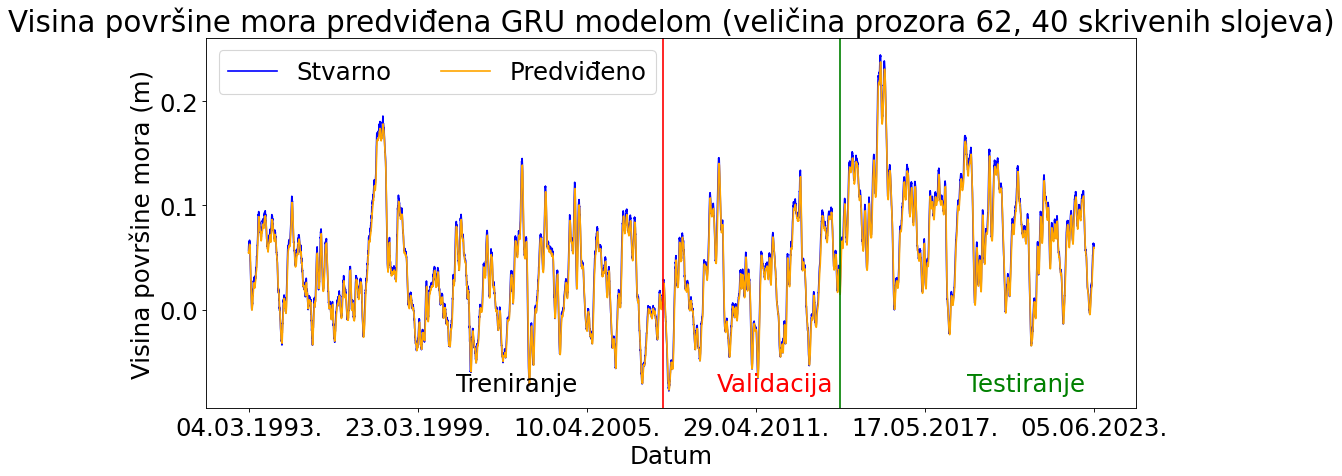 Visina površine mora predviđena GRU modelom (veličina prozora 62, 40 skrivenih slojeva)
Stvarno Predviđeno
Visina površine mora (m)
0.2
0.1
0.0
Treniranje Validacija Testiranje
04.03.1993. 23.03.1999. 10.04.2005. 29.04.2011. 17.05.2017. 05.06.2023.
Datum